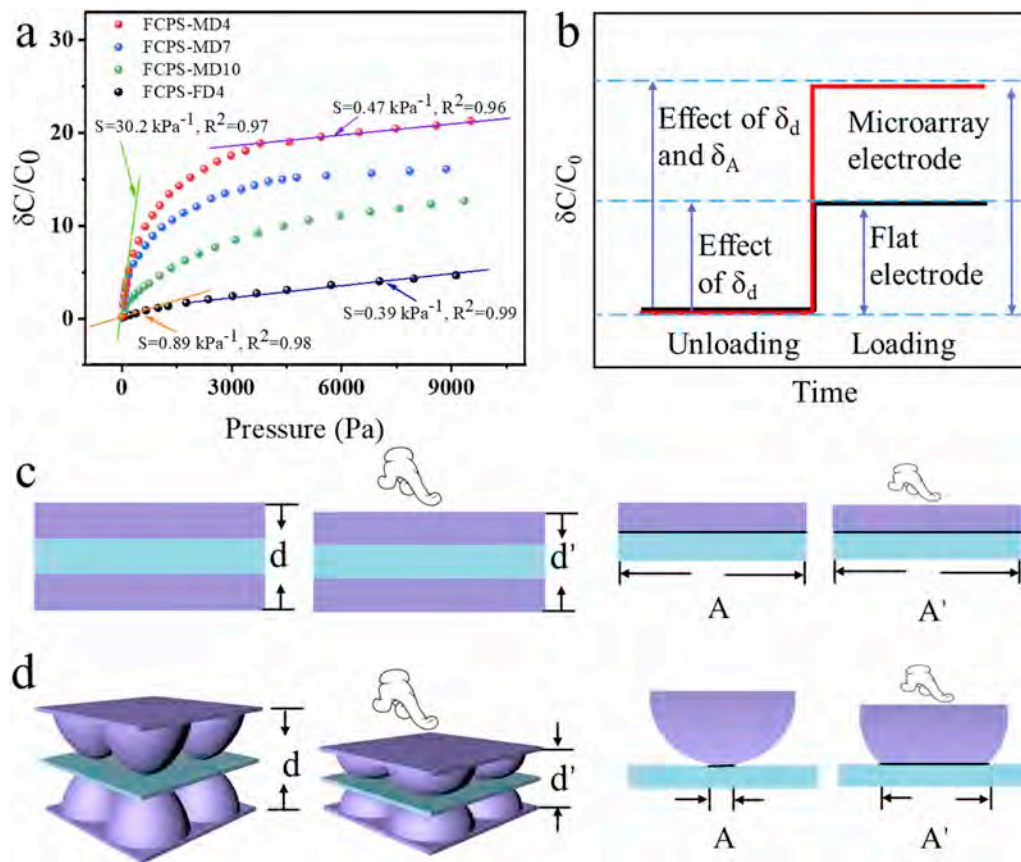 a
30
20
10
0
δC/C0
FCPS-MD4
FCPS-MD7
FCPS-MD10
FCPS-FD4
S=30.2 kPa⁻¹, R²=0.97
S=0.47 kPa⁻¹, R²=0.96
S=0.89 kPa⁻¹, R²=0.98
S=0.39 kPa⁻¹, R²=0.99
0 3000 6000 9000
Pressure (Pa)
b
δC/C₀
Effect of δd
and δA
Microarray
electrode
Effect
of δd
Flat
electrode
Unloading Loading
Time
c
d d'
A A'
d
d d'
A A'